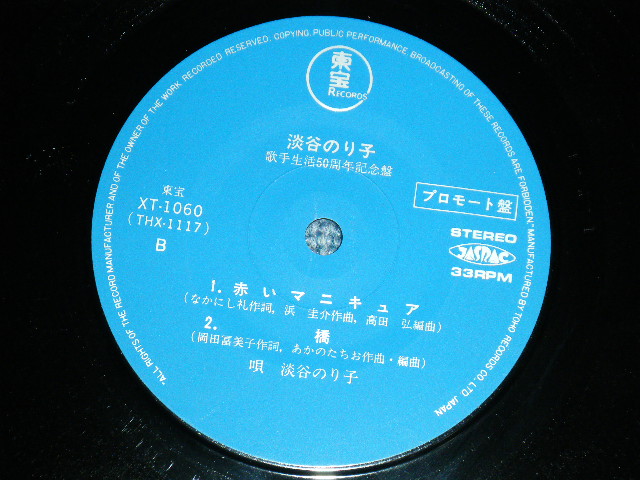 "ALL RIGHTS OF THE RECORD MANUFACTURER AND OF THE OWNER OF THE WORK RECORDED RESERVED. COPYING, PUBLIC PERFORMANCE, BROADCASTING OF THESE RECORDS ARE FORBIDDEN." MANUFACTURED BY TOHO RECORDS CO., LTD. JAPAN.
東宝
RECORDS
淡谷のり子
歌手生活50周年記念盤
東宝
XT-1060
(THX-1117)
B
プロモート盤
STEREO
JASRAC
33RPM
1. 赤いマニキュア
(なかにし礼作詞, 浜 圭介作曲, 高田 弘編曲)
2. 橋
(岡田冨美子作詞, あかのたちお作曲・編曲)
唄 淡谷のり子